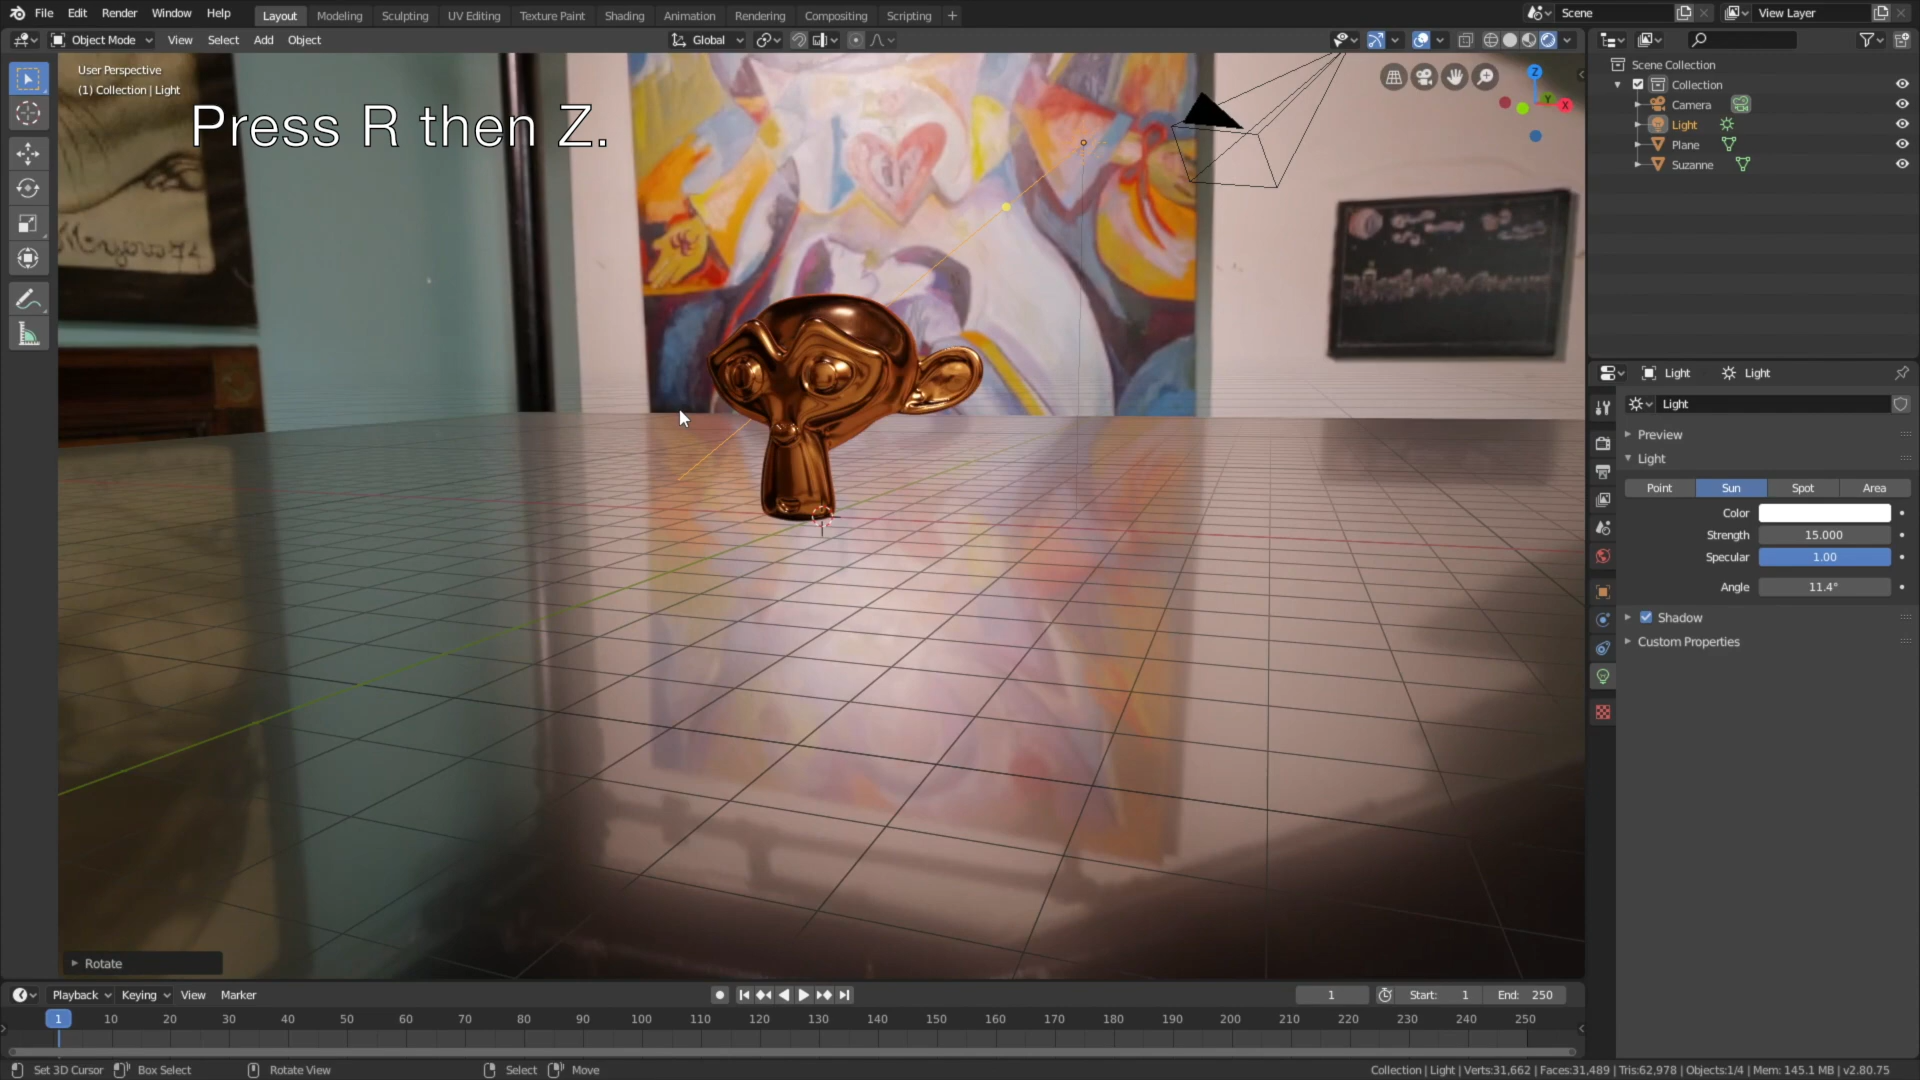 File Edit Render Window Help
Layout Modeling Sculpting UV Editing Texture Paint Shading Animation Rendering Compositing Scripting +
Scene
View Layer
Object Mode View Select Add Object
Global
User Perspective
(1) Collection | Light
Press R then Z.
Z
Y
X
Scene Collection
Collection
Camera
Light
Plane
Suzanne
Light Light
Light
Preview
Light
Point Sun Spot Area
Color
Strength 15.000
Specular 1.00
Angle 11.4°
Shadow
Custom Properties
Rotate
Playback Keying View Marker
1 Start: 1 End: 250
1 10 20 30 40 50 60 70 80 90 100 110 120 130 140 150 160 170 180 190 200 210 220 230 240 250
Set 3D Cursor Box Select Rotate View Select Move
Collection | Light | Verts:31,662 | Faces:31,489 | Tris:62,978 | Objects:1/4 | Mem: 145.1 MB | v2.80.75